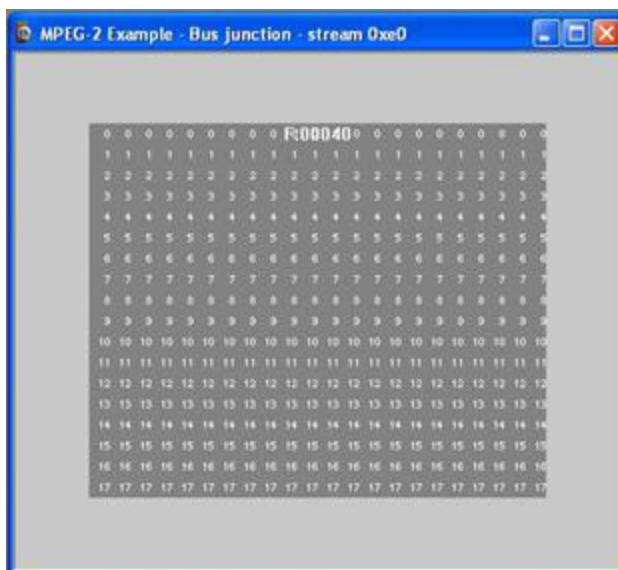 MPEG-2 Example - Bus junction - stream 0xe0
0 0 0 0 0 0 0 0 0 F:00040 0 0 0 0 0 0 0 0 0 0
1 1 1 1 1 1 1 1 1 1 1 1 1 1 1 1 1 1 1 1 1 1
2 2 2 2 2 2 2 2 2 2 2 2 2 2 2 2 2 2 2 2 2 2
3 3 3 3 3 3 3 3 3 3 3 3 3 3 3 3 3 3 3 3 3 3
4 4 4 4 4 4 4 4 4 4 4 4 4 4 4 4 4 4 4 4 4 4
5 5 5 5 5 5 5 5 5 5 5 5 5 5 5 5 5 5 5 5 5 5
6 6 6 6 6 6 6 6 6 6 6 6 6 6 6 6 6 6 6 6 6 6
7 7 7 7 7 7 7 7 7 7 7 7 7 7 7 7 7 7 7 7 7 7
8 8 8 8 8 8 8 8 8 8 8 8 8 8 8 8 8 8 8 8 8 8
9 9 9 9 9 9 9 9 9 9 9 9 9 9 9 9 9 9 9 9 9 9
10 10 10 10 10 10 10 10 10 10 10 10 10 10 10 10 10 10 10 10 10 10
11 11 11 11 11 11 11 11 11 11 11 11 11 11 11 11 11 11 11 11 11 11
12 12 12 12 12 12 12 12 12 12 12 12 12 12 12 12 12 12 12 12 12 12
13 13 13 13 13 13 13 13 13 13 13 13 13 13 13 13 13 13 13 13 13 13
14 14 14 14 14 14 14 14 14 14 14 14 14 14 14 14 14 14 14 14 14 14
15 15 15 15 15 15 15 15 15 15 15 15 15 15 15 15 15 15 15 15 15 15
16 16 16 16 16 16 16 16 16 16 16 16 16 16 16 16 16 16 16 16 16 16
17 17 17 17 17 17 17 17 17 17 17 17 17 17 17 17 17 17 17 17 17 17